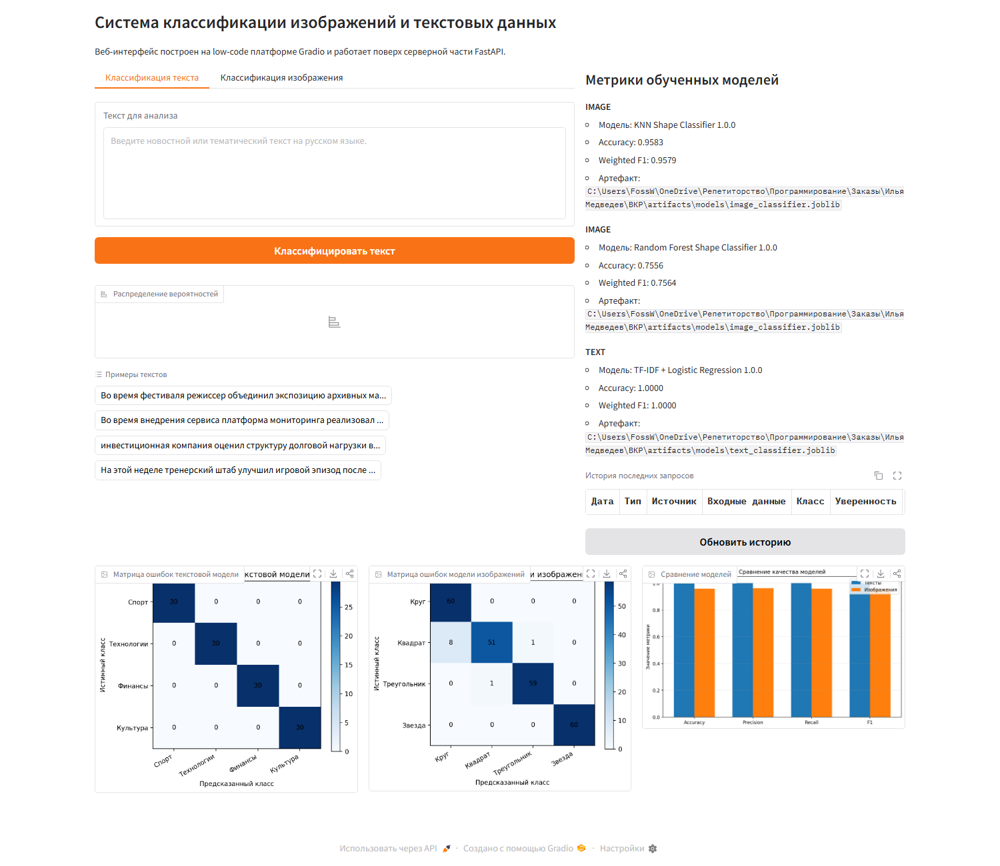 Система классификации изображений и текстовых данных
Веб-интерфейс построен на low-code платформе Gradio и работает поверх серверной части FastAPI.
Классификация текста
Классификация изображения
Текст для анализа
Введите новостной или тематический текст на русском языке.
Классифицировать текст
Распределение вероятностей
Примеры текстов
Во время фестиваля режиссер объединил экспозицию архивных ма...
Во время внедрения сервиса платформа мониторинга реализовал ...
инвестиционная компания оценил структуру долговой нагрузки в...
На этой неделе тренерский штаб улучшил игровой эпизод после ...
Метрики обученных моделей
IMAGE
Модель: KNN Shape Classifier 1.0.0
Accuracy: 0.9583
Weighted F1: 0.9579
Артефакт:
C:\Users\FossW\OneDrive\Репетиторство\Программирование\Заказы\Илья
Медведев\ВКР\artifacts\models\image_classifier.joblib
IMAGE
Модель: Random Forest Shape Classifier 1.0.0
Accuracy: 0.7556
Weighted F1: 0.7564
Артефакт:
C:\Users\FossW\OneDrive\Репетиторство\Программирование\Заказы\Илья
Медведев\ВКР\artifacts\models\image_classifier.joblib
TEXT
Модель: TF-IDF + Logistic Regression 1.0.0
Accuracy: 1.0000
Weighted F1: 1.0000
Артефакт:
C:\Users\FossW\OneDrive\Репетиторство\Программирование\Заказы\Илья
Медведев\ВКР\artifacts\models\text_classifier.joblib
История последних запросов
Дата Тип Источник Входные данные Класс Уверенность
Обновить историю
Матрица ошибок текстовой модели
кстовой модели
Спорт 30 0 0 0
Технологии 0 30 0 0
Финансы 0 0 30 0
Культура 0 0 0 30
Истинный класс
Спорт Технологии Финансы Культура
Предсказанный класс
25
20
15
10
5
0
Матрица ошибок модели изображений
и изображен
Круг 60 0 0 0
Квадрат 8 51 1 0
Треугольник 0 1 59 0
Звезда 0 0 0 60
Истинный класс
Круг Квадрат Треугольник Звезда
Предсказанный класс
50
40
30
20
10
0
Сравнение моделей
Сравнение качества моделей
Тексты
Изображения
1.0
0.8
0.6
0.4
0.2
0.0
Значение метрики
Accuracy Precision Recall F1
Использовать через API · Создано с помощью Gradio · Настройки